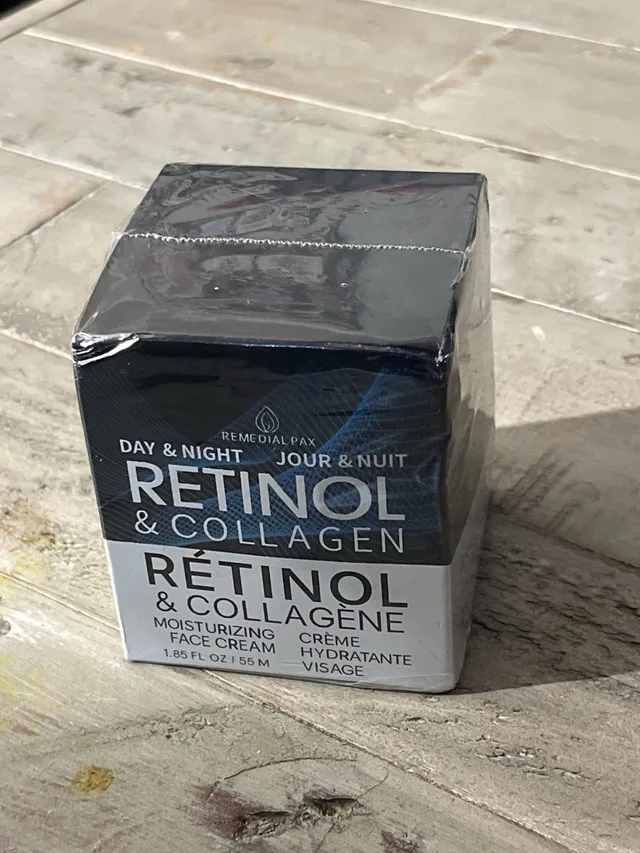 REMEDIAL PAX
DAY & NIGHT JOUR & NUIT
RETINOL
& COLLAGEN
RÉTINOL
& COLLAGÈNE
MOISTURIZING
FACE CREAM
1.85 FL OZ / 55 M
CRÈME
HYDRATANTE
VISAGE